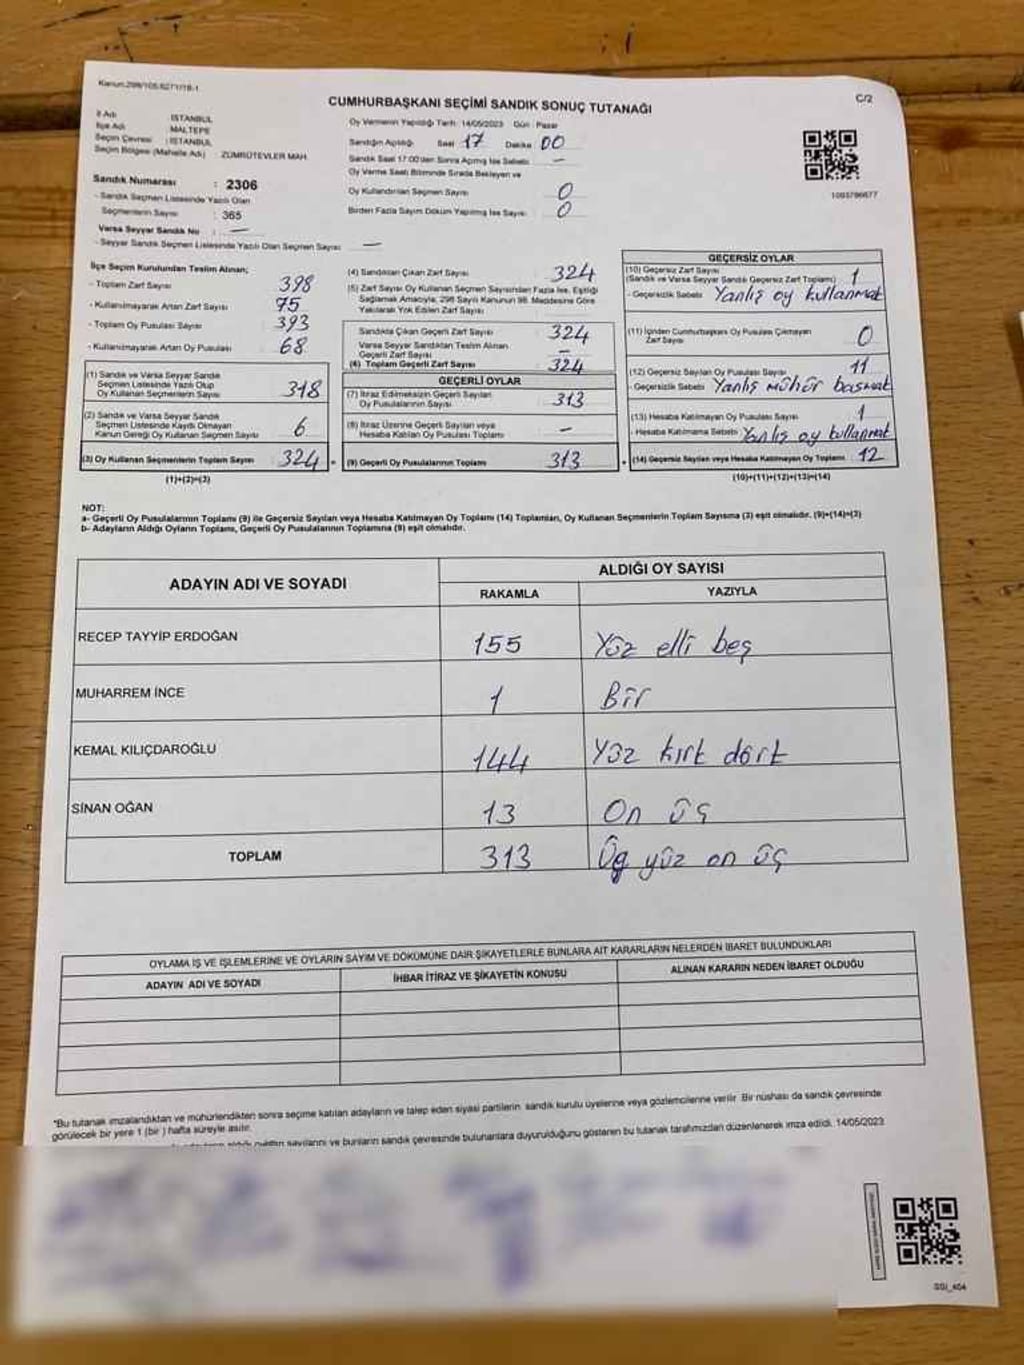 Kanun:298/105,6271/18-1
CUMHURBAŞKANI SEÇİMİ SANDIK SONUÇ TUTANAĞI
C/2
İl Adı : İSTANBUL
İlçe Adı : MALTEPE
Seçim Çevresi : İSTANBUL
Seçim Bölgesi (Mahalle Adı) : ZÜMRÜTEVLER MAH.
Sandık Numarası : 2306
- Sandık Seçmen Listesinde Yazılı Olan
Seçmenlerin Sayısı : 365
Varsa Seyyar Sandık No : —
- Seyyar Sandık Seçmen Listesinde Yazılı Olan Seçmen Sayısı —
Oy Vermenin Yapıldığı Tarih: 14/05/2023 Gün : Pazar
Sandığın Açıldığı Saat 17 Dakika 00
Sandık Saat 17:00'den Sonra Açılmış İse Sebebi —
Oy Verme Saati Bitiminde Sırada Bekleyen ve
Oy Kullandırılan Seçmen Sayısı 0
Birden Fazla Sayım Döküm Yapılmış İse Sayısı 0
1093786677
İlçe Seçim Kurulundan Teslim Alınan;
- Toplam Zarf Sayısı 398
- Kullanılmayarak Artan Zarf Sayısı 75
- Toplam Oy Pusulası Sayısı 393
- Kullanılmayarak Artan Oy Pusulası 68
(1) Sandık ve Varsa Seyyar Sandık
Seçmen Listesinde Yazılı Olup
Oy Kullanan Seçmenlerin Sayısı 318
(2) Sandık ve Varsa Seyyar Sandık
Seçmen Listesinde Kayıtlı Olmayan
Kanun Gereği Oy Kullanan Seçmen Sayısı 6
(3) Oy Kullanan Seçmenlerin Toplam Sayısı 324
(1)+(2)=(3)
(4) Sandıktan Çıkan Zarf Sayısı 324
(5) Zarf Sayısı Oy Kullanan Seçmen Sayısından Fazla İse, Eşitliği
Sağlamak Amacıyla, 298 Sayılı Kanunun 98. Maddesine Göre
Yakılarak Yok Edilen Zarf Sayısı
Sandıkta Çıkan Geçerli Zarf Sayısı 324
Varsa Seyyar Sandıktan Teslim Alınan
Geçerli Zarf Sayısı —
(6) Toplam Geçerli Zarf Sayısı 324
GEÇERLİ OYLAR
(7) İtiraz Edilmeksizin Geçerli Sayılan
Oy Pusulalarının Sayısı 313
(8) İtiraz Üzerine Geçerli Sayılan veya
Hesaba Katılan Oy Pusulası Toplamı —
(9) Geçerli Oy Pusulalarının Toplamı 313
GEÇERSİZ OYLAR
(10) Geçersiz Zarf Sayısı
(Sandık ve Varsa Seyyar Sandık Geçersiz Zarf Toplamı) 1
- Geçersizlik Sebebi Yanlış oy kullanmak
(11) İçinden Cumhurbaşkanı Oy Pusulası Çıkmayan
Zarf Sayısı 0
(12) Geçersiz Sayılan Oy Pusulası Sayısı 11
- Geçersizlik Sebebi Yanlış mühür basmak
(13) Hesaba Katılmayan Oy Pusulası Sayısı 1
- Hesaba Katılmama Sebebi Yanlış oy kullanmak
(14) Geçersiz Sayılan veya Hesaba Katılmayan Oy Toplamı 12
(10)+(11)+(12)+(13)=(14)
NOT:
a- Geçerli Oy Pusulalarının Toplamı (9) ile Geçersiz Sayılan veya Hesaba Katılmayan Oy Toplamı (14) Toplamları, Oy Kullanan Seçmenlerin Toplam Sayısına (3) eşit olmalıdır. (9)+(14)=(3)
b- Adayların Aldığı Oyların Toplamı, Geçerli Oy Pusulalarının Toplamına (9) eşit olmalıdır.
ADAYIN ADI VE SOYADI
ALDIĞI OY SAYISI
RAKAMLA YAZIYLA
RECEP TAYYİP ERDOĞAN 155 Yüz elli beş
MUHARREM İNCE 1 Bir
KEMAL KILIÇDAROĞLU 144 Yüz kırk dört
SİNAN OĞAN 13 On üç
TOPLAM 313 Üç yüz on üç
OYLAMA İŞ VE İŞLEMLERİNE VE OYLARIN SAYIM VE DÖKÜMÜNE DAİR ŞİKAYETLERLE BUNLARA AİT KARARLARIN NELERDEN İBARET BULUNDUKLARI
ADAYIN ADI VE SOYADI İHBAR İTİRAZ VE ŞİKAYETİN KONUSU ALINAN KARARIN NEDEN İBARET OLDUĞU
"Bu tutanak imzalandıktan ve mühürlendikten sonra seçime katılan adayların ve talep eden siyasi partilerin sandık kurulu üyelerine veya gözlemcilerine verilir. Bir nüshası da sandık çevresinde
görülecek bir yere 1 (bir ) hafta süreyle asılır.
aldığı oyların sayılarını ve bunların sandık çevresinde bulunanlara duyurulduğunu gösteren bu tutanak tarafımızdan düzenlenerek imza edildi. 14/05/2023
SSI_404